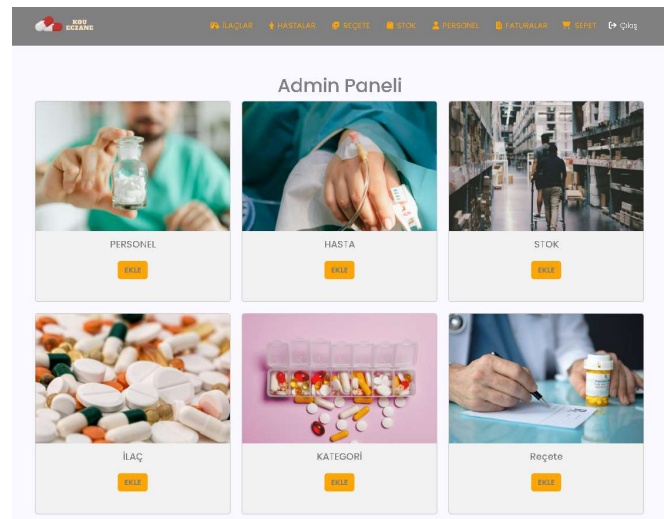 KOU
ECZANE
İLAÇLAR HASTALAR REÇETE STOK PERSONEL FATURALAR SEPET Çıkış
Admin Paneli
PERSONEL HASTA STOK
EKLE EKLE EKLE
İLAÇ KATEGORİ Reçete
EKLE EKLE EKLE